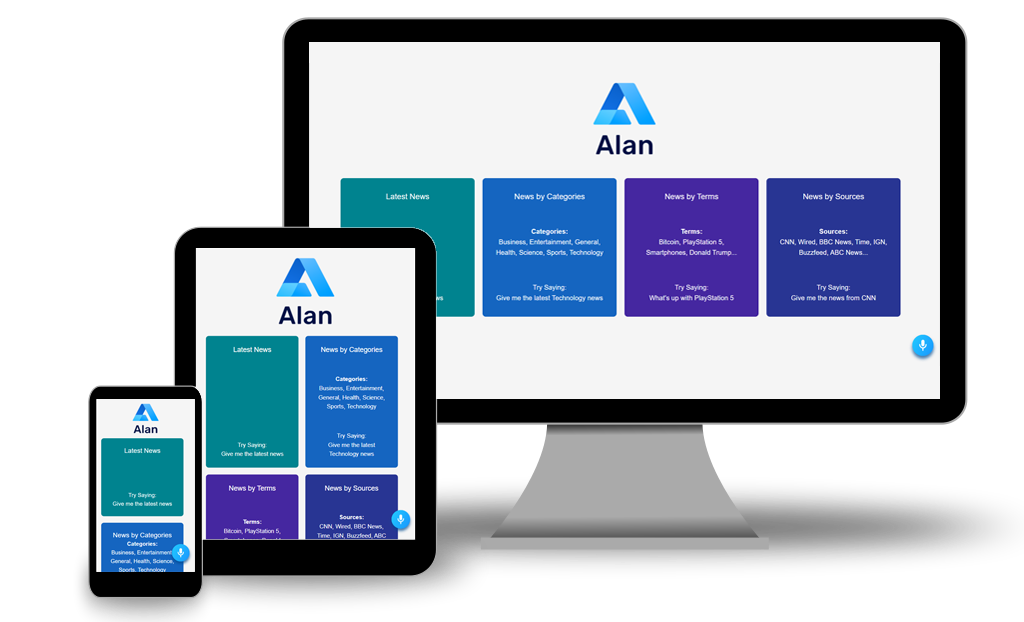 Alan
Latest News
ws
News by Categories
Categories:
Business, Entertainment, General,
Health, Science, Sports, Technology
Try Saying:
Give me the latest Technology news
News by Terms
Terms:
Bitcoin, PlayStation 5,
Smartphones, Donald Trump...
Try Saying:
What's up with PlayStation 5
News by Sources
Sources:
CNN, Wired, BBC News, Time, IGN,
Buzzfeed, ABC News...
Try Saying:
Give me the news from CNN
Alan
Latest News
Try Saying:
Give me the latest news
News by Categories
Categories:
Business, Entertainment,
General, Health, Science,
Sports, Technology
Try Saying:
Give me the latest
Technology news
News by Terms
Terms:
Bitcoin, PlayStation 5,
News by Sources
Sources:
CNN, Wired, BBC News,
Time, IGN, Buzzfeed, ABC
Alan
Latest News
Try Saying:
Give me the latest news
News by Categories
Categories:
Business, Entertainment
General, Health, Science,
Sports, Technology